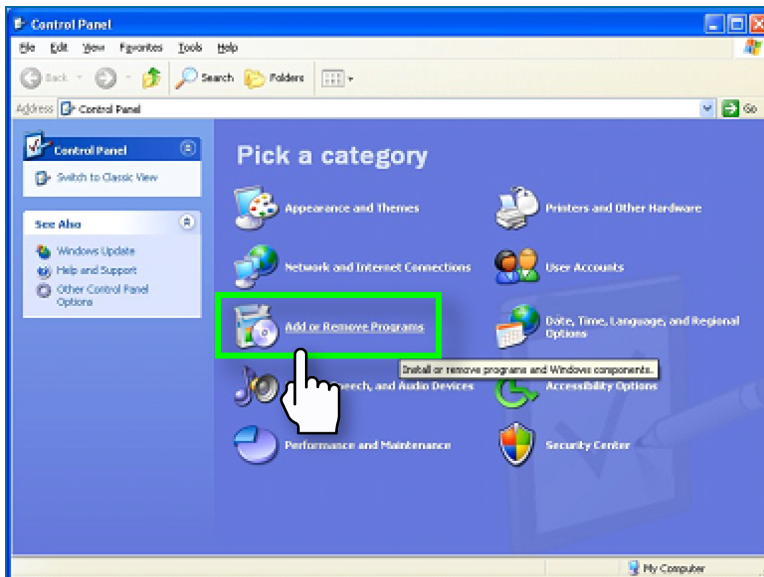 Control Panel
File Edit View Favorites Tools Help
Back Search Folders
Address Control Panel Go
Control Panel
Switch to Classic View
See Also
Windows Update
Help and Support
Other Control Panel
Options
Pick a category
Appearance and Themes
Printers and Other Hardware
Network and Internet Connections
User Accounts
Add or Remove Programs
Date, Time, Language, and Regional
Options
Install or remove programs and Windows components.
Speech, and Audio Devices
Accessibility Options
Performance and Maintenance
Security Center
My Computer